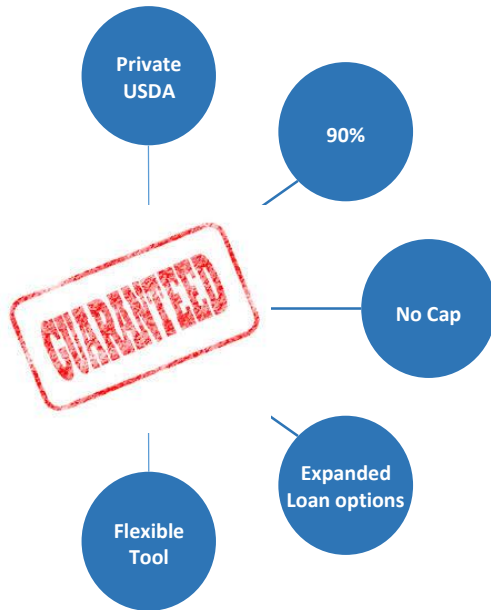 Private
USDA
90%
GUARANTEED
No Cap
Expanded
Loan options
Flexible
Tool